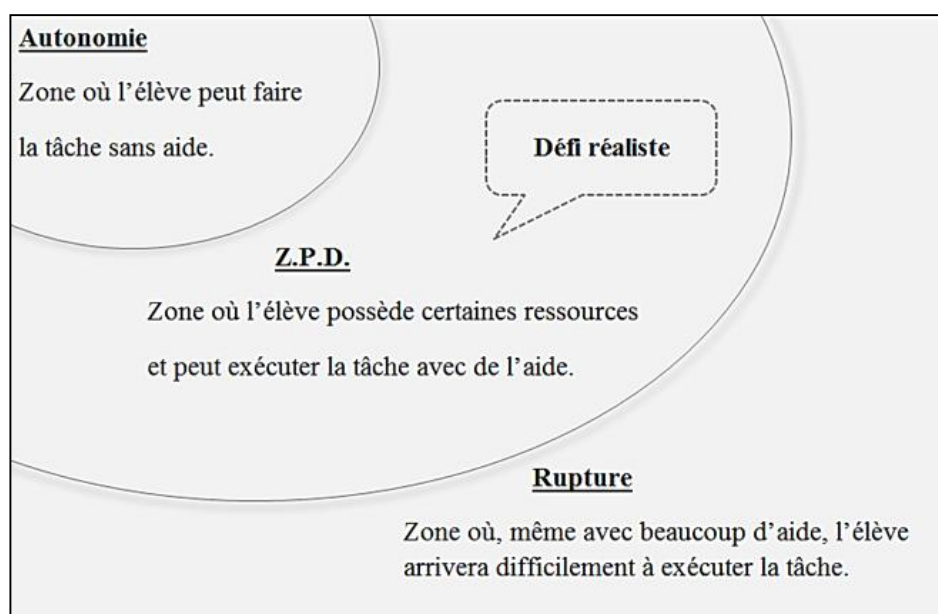 Autonomie
Zone où l’élève peut faire
la tâche sans aide.
Défi réaliste
Z.P.D.
Zone où l’élève possède certaines ressources
et peut exécuter la tâche avec de l’aide.
Rupture
Zone où, même avec beaucoup d’aide, l’élève
arrivera difficilement à exécuter la tâche.